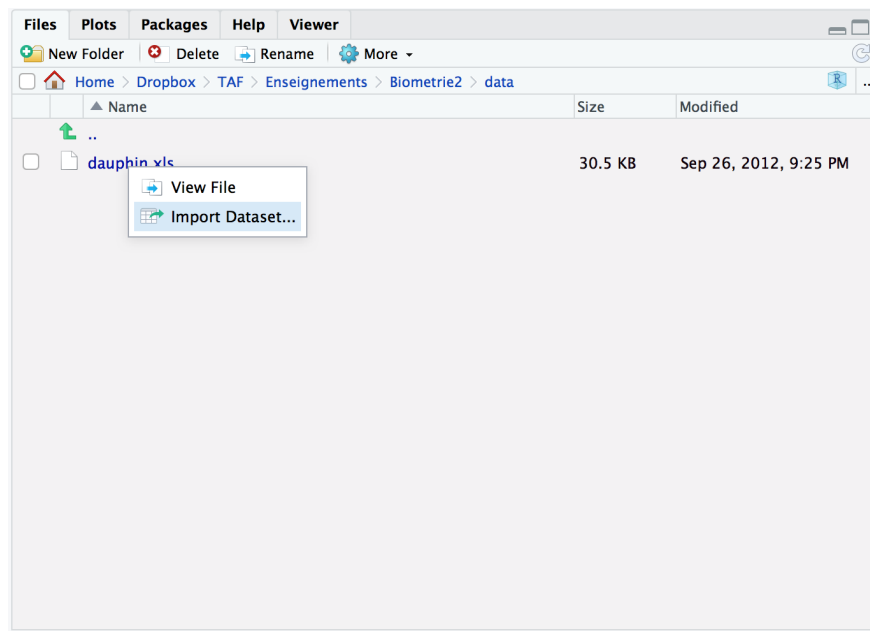 Files Plots Packages Help Viewer
New Folder Delete Rename More
Home > Dropbox > TAF > Enseignements > Biometrie2 > data ..
Name Size Modified
..
dauphin.xls 30.5 KB Sep 26, 2012, 9:25 PM
View File
Import Dataset...